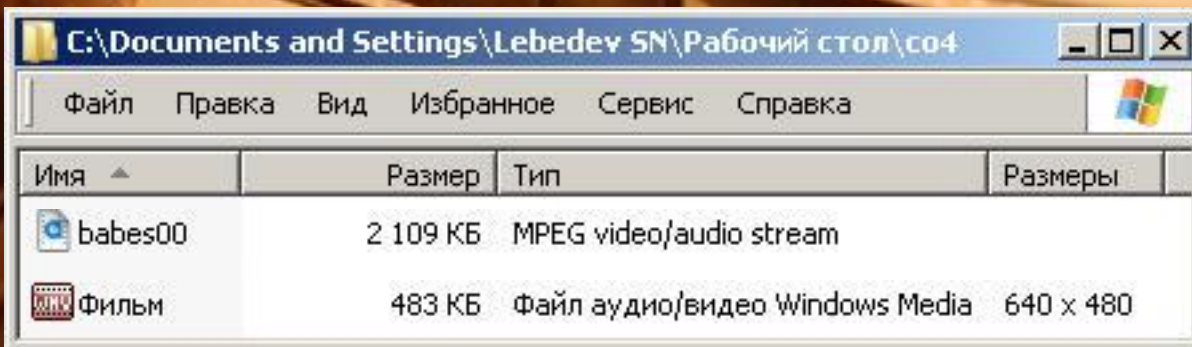 C:\Documents and Settings\Lebedev SN\Рабочий стол\co4
Файл Правка Вид Избранное Сервис Справка
Имя Размер Тип Размеры
babes00 2 109 КБ MPEG video/audio stream
Фильм 483 КБ Файл аудио/видео Windows Media 640 x 480